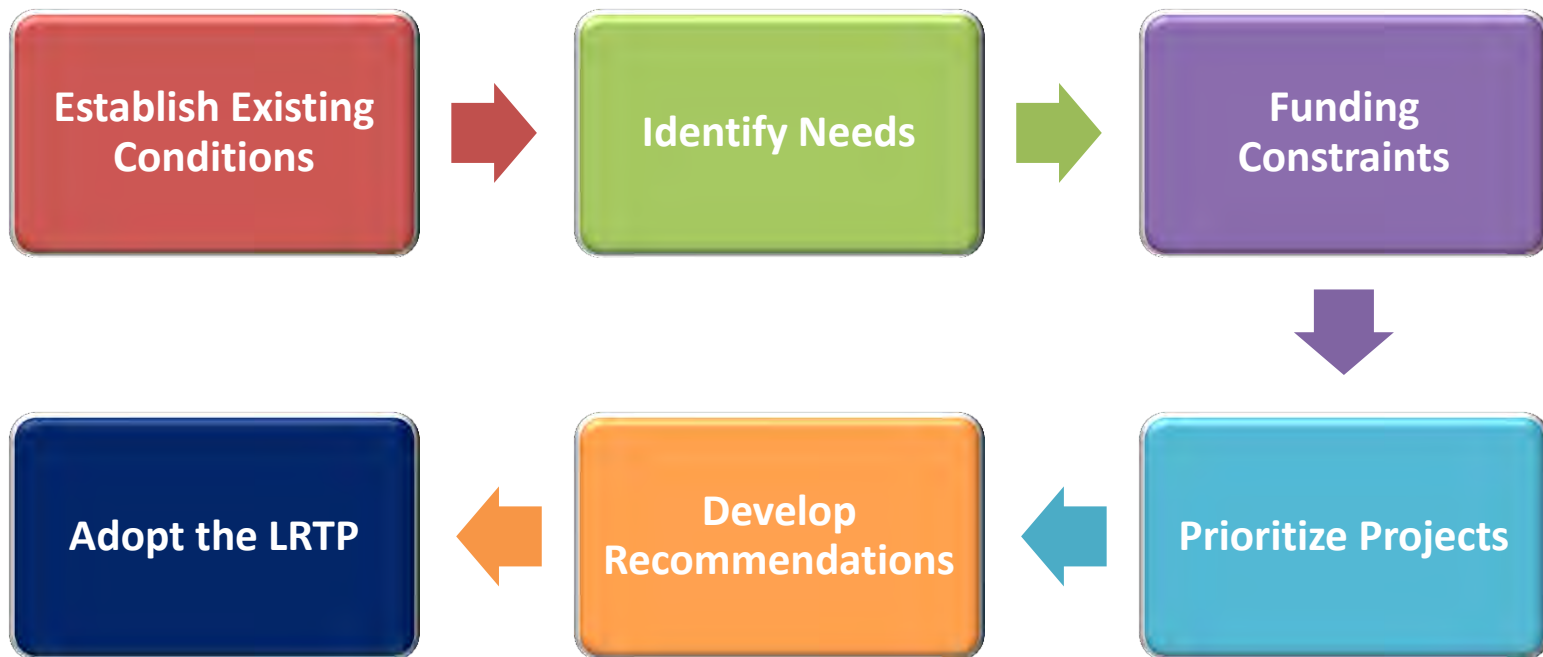 Establish Existing
Conditions
Identify Needs
Funding
Constraints
Prioritize Projects
Develop
Recommendations
Adopt the LRTP